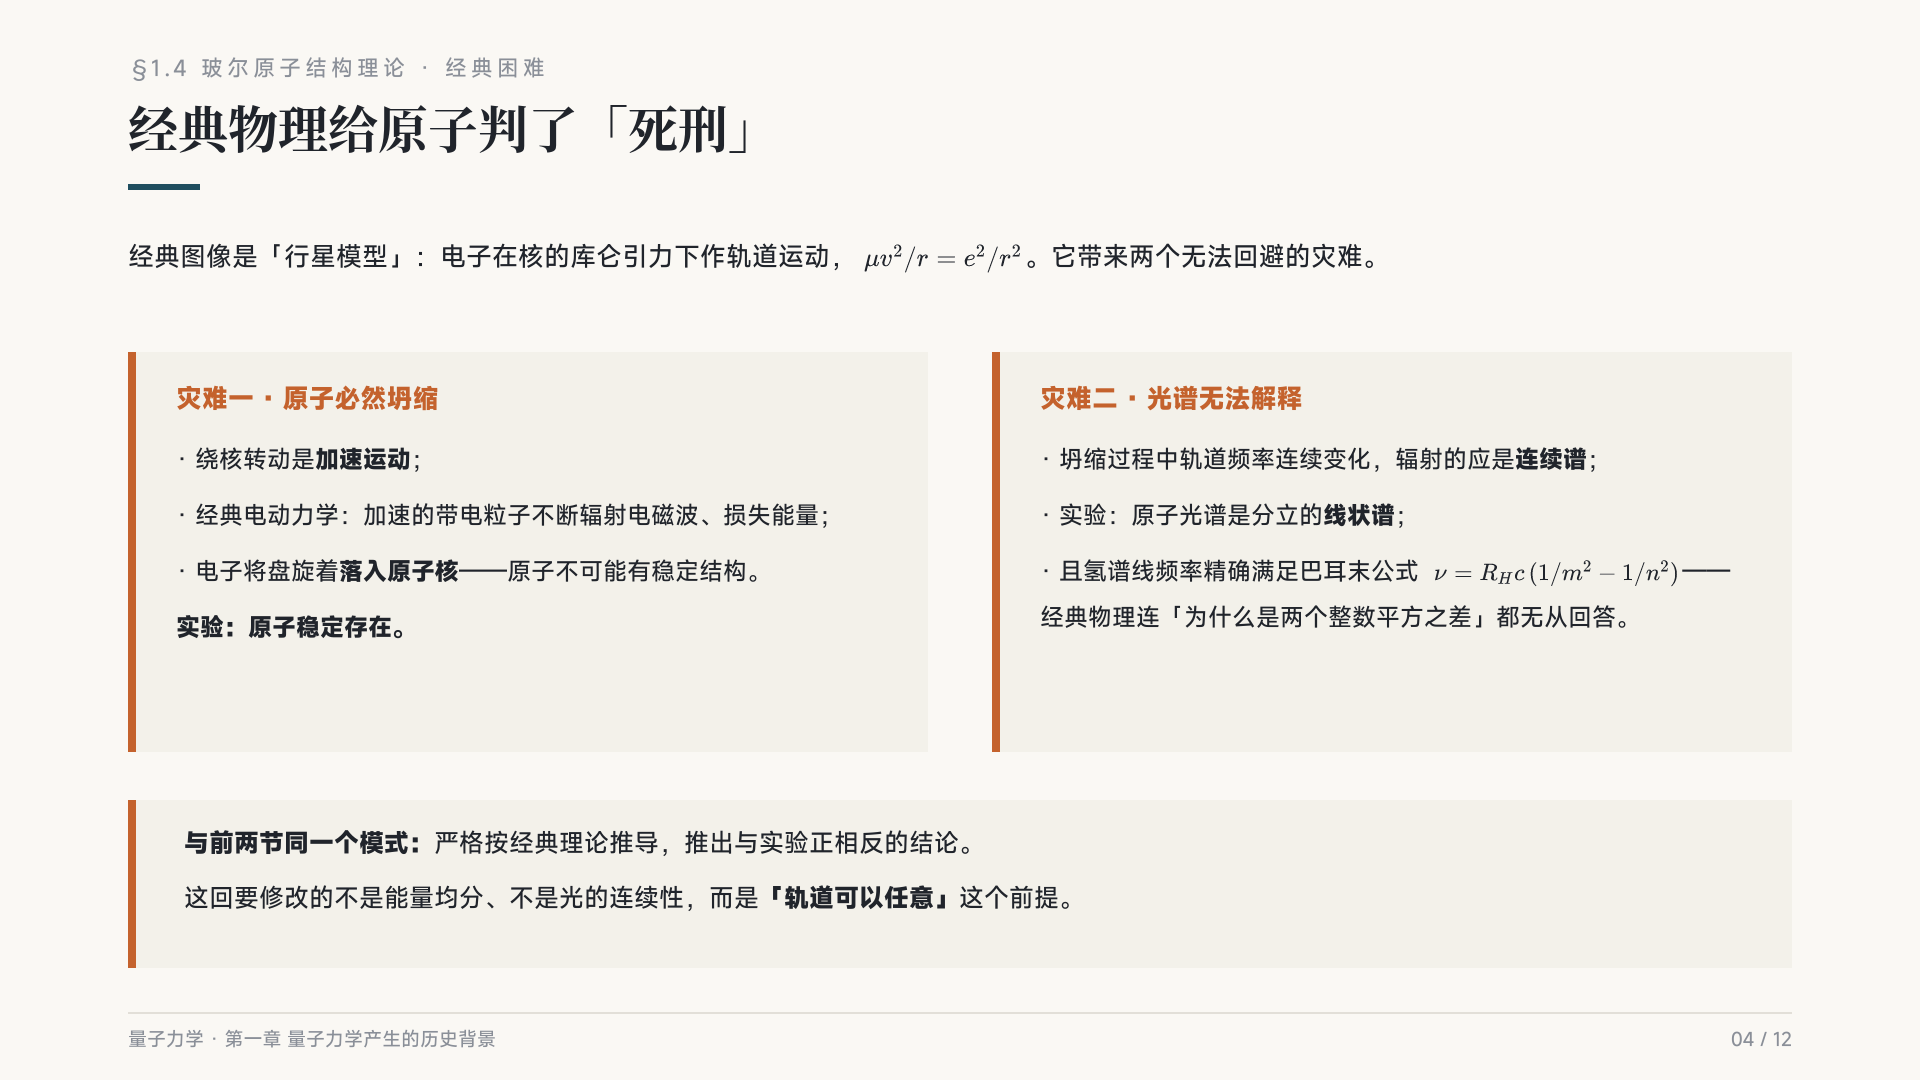 §1.4 玻尔原子结构理论 · 经典困难
经典物理给原子判了「死刑」
经典图像是「行星模型」：电子在核的库仑引力下作轨道运动， μv²/r = e²/r²。它带来两个无法回避的灾难。
灾难一 · 原子必然坍缩
· 绕核转动是加速运动；
· 经典电动力学：加速的带电粒子不断辐射电磁波、损失能量；
· 电子将盘旋着落入原子核——原子不可能有稳定结构。
实验：原子稳定存在。
灾难二 · 光谱无法解释
· 坍缩过程中轨道频率连续变化，辐射的应是连续谱；
· 实验：原子光谱是分立的线状谱；
· 且氢谱线频率精确满足巴耳末公式 ν = R_H c (1/m² − 1/n²)——
经典物理连「为什么是两个整数平方之差」都无从回答。
与前两节同一个模式：严格按经典理论推导，推出与实验正相反的结论。
这回要修改的不是能量均分、不是光的连续性，而是「轨道可以任意」这个前提。
量子力学 · 第一章 量子力学产生的历史背景
04 / 12